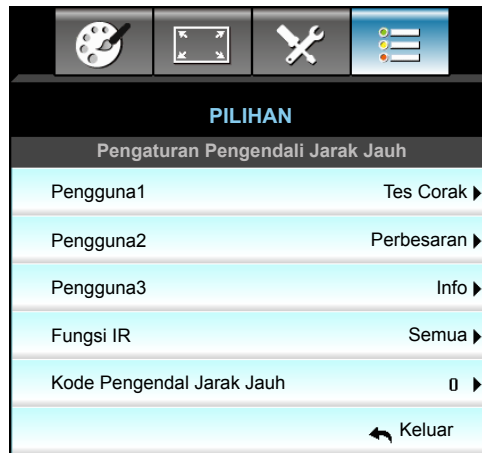 PILIHAN
Pengaturan Pengendali Jarak Jauh
Pengguna1 Tes Corak
Pengguna2 Perbesaran
Pengguna3 Info
Fungsi IR Semua
Kode Pengendal Jarak Jauh 0
Keluar